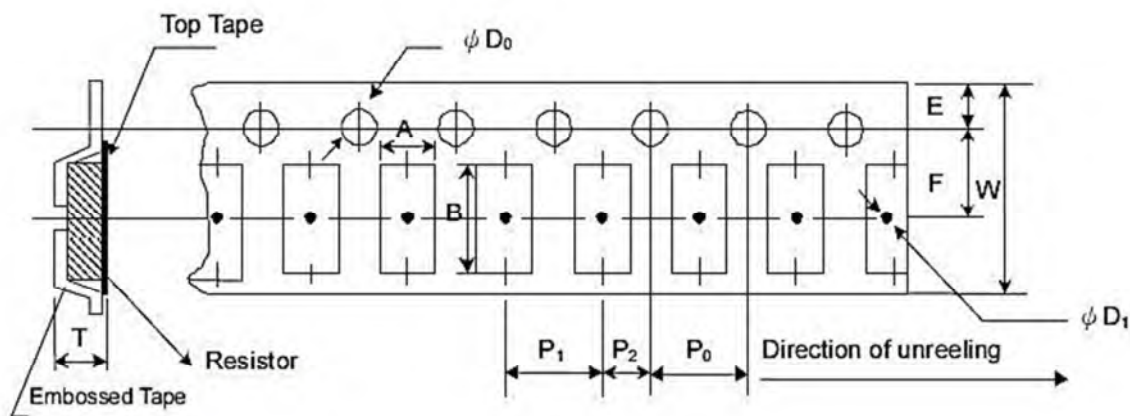 Top Tape
ψ D₀
A
E
B
F
W
ψ D₁
T
P₁
P₂
P₀
Direction of unreeling
Resistor
Embossed Tape